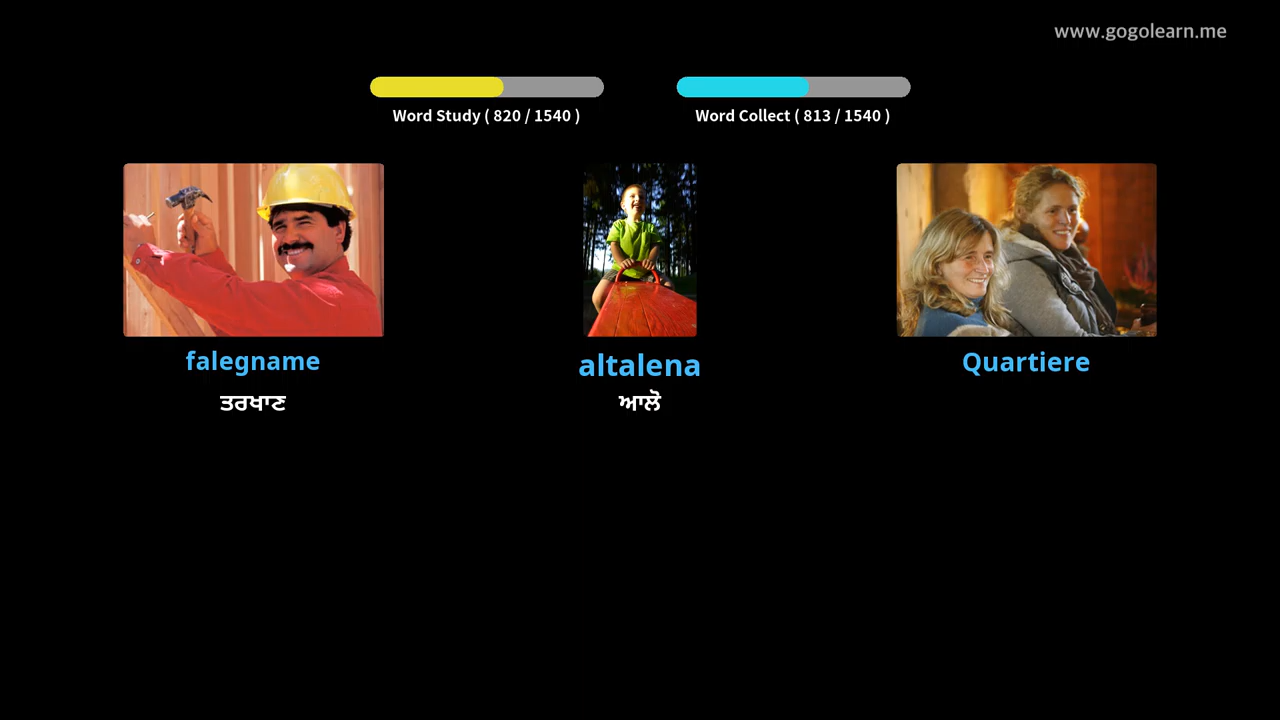 www.gogolearn.me
Word Study ( 820 / 1540 )
Word Collect ( 813 / 1540 )
falegname
altalena
Quartiere
ਤਰਖਾਣ
ਆਲੋ